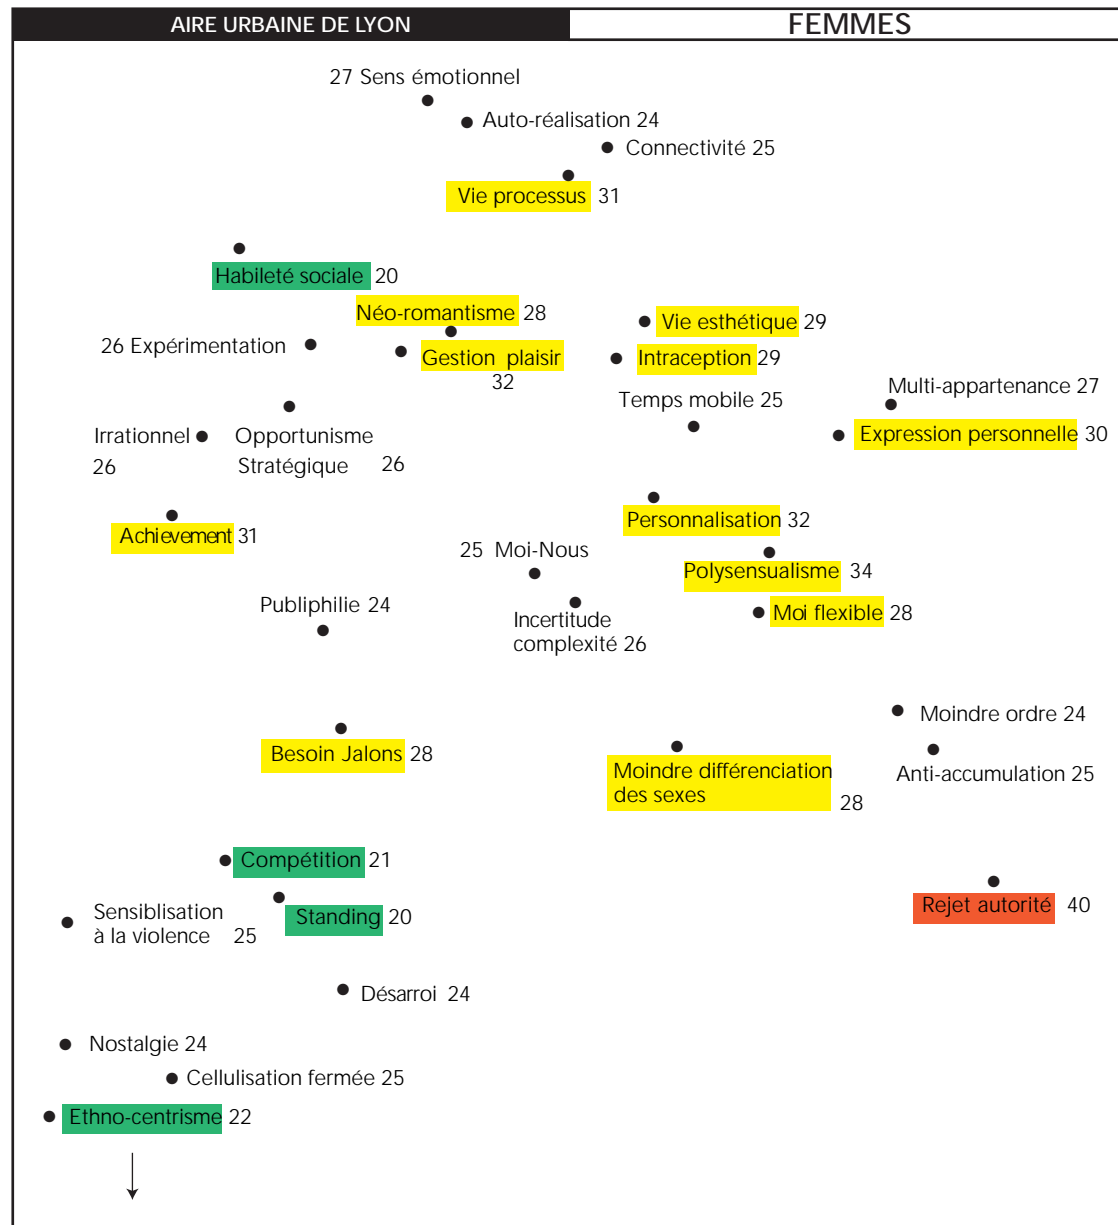 AIRE URBAINE DE LYON
FEMMES
27 Sens émotionnel
Auto-réalisation 24
Connectivité 25
Vie processus 31
Habileté sociale 20
Néo-romantisme 28
Vie esthétique 29
26 Expérimentation
Gestion plaisir
32
Intraception 29
Temps mobile 25
Multi-appartenance 27
Irrationnel
26
Opportunisme
Stratégique 26
Expression personnelle 30
Achievement 31
Personnalisation 32
25 Moi-Nous
Polysensualisme 34
Publiphilie 24
Incertitude
complexité 26
Moi flexible 28
Moindre ordre 24
Besoin Jalons 28
Moindre différenciation
des sexes 28
Anti-accumulation 25
Compétition 21
Standing 20
Rejet autorité 40
Sensiblisation
à la violence 25
Désarroi 24
Nostalgie 24
Cellulisation fermée 25
Ethno-centrisme 22